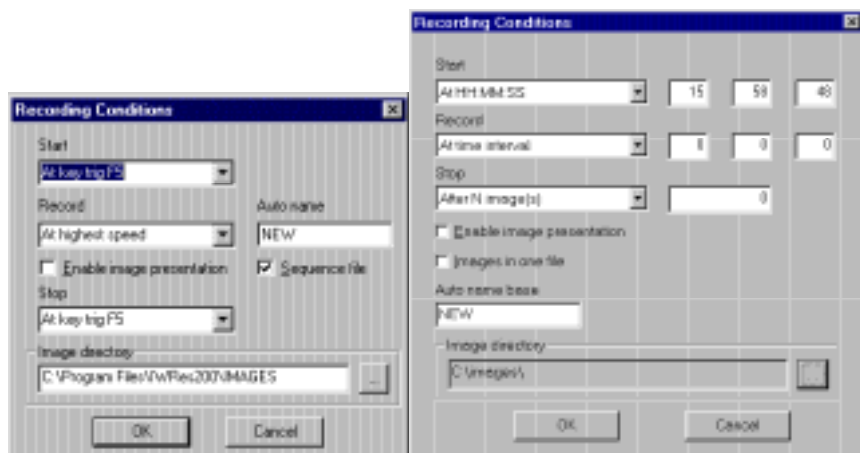 Recording Conditions
Start
At key trig F5
Record
Auto name
At highest speed
NEW
Enable image presentation
Sequence file
Stop
At key trig F5
Image directory
...
OK
Cancel
Recording Conditions
Start
At HH:MM:SS
15
58
48
Record
At time interval
0
0
0
Stop
After N image(s)
0
Enable image presentation
Images in one file
Auto name base
NEW
Image directory
C:\images\
OK
Cancel